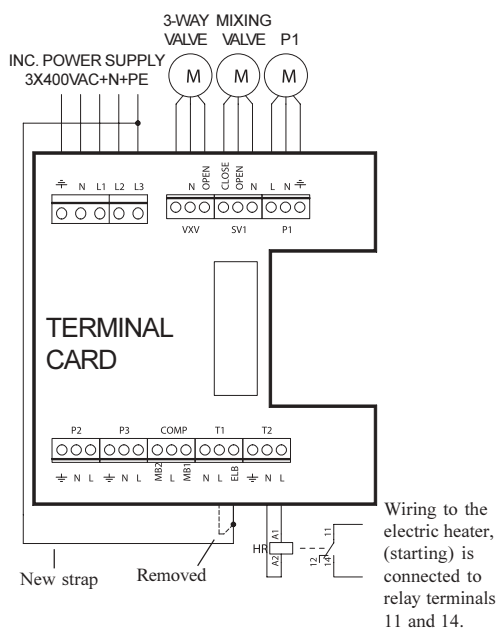 3-WAY MIXING
VALVE VALVE P1
INC. POWER SUPPLY
3X400VAC+N+PE
M M M
N L1 L2 L3
N OPEN CLOSE OPEN N L N
VXV SV1 P1
TERMINAL
CARD
P2 P3 COMP T1 T2
N L N L MB2 L MB1 N L ELB N L
New strap
Removed
HR
A1
A2
11
12
14
Wiring to the
electric heater,
(starting) is
connected to
relay terminals
11 and 14.